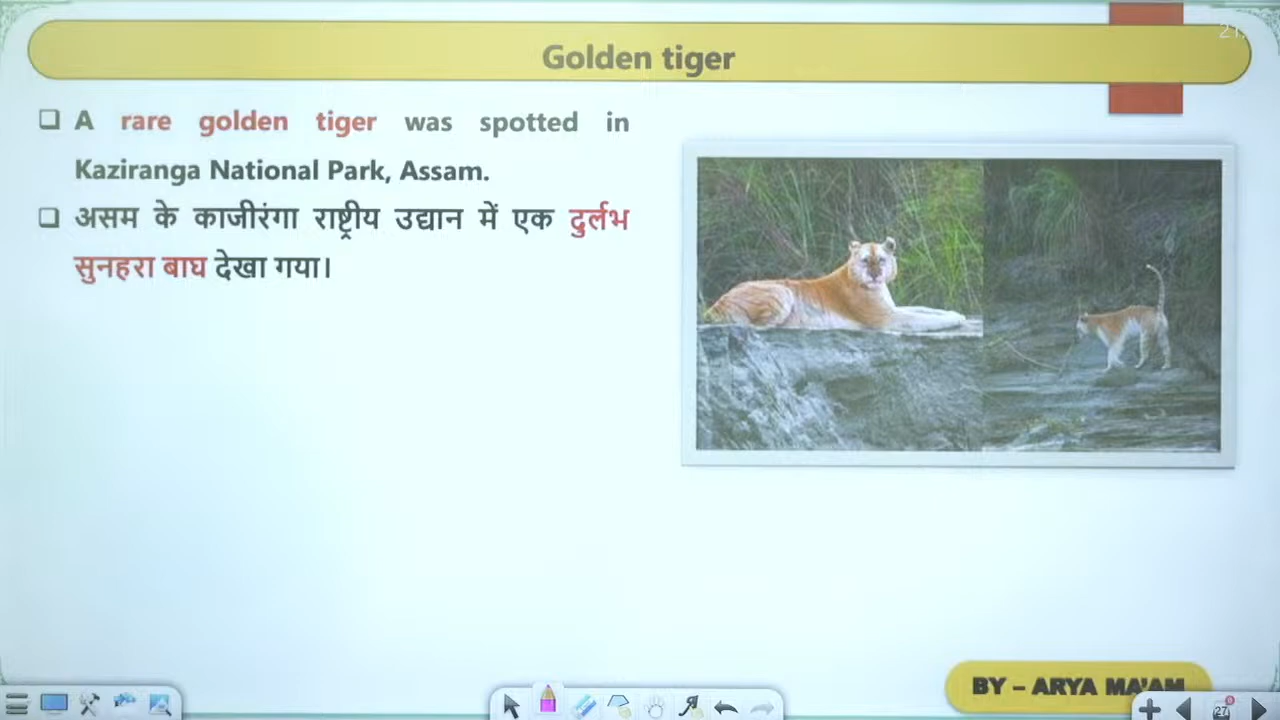 Golden tiger
❑ A rare golden tiger was spotted in
Kaziranga National Park, Assam.
❑ असम के काजीरंगा राष्ट्रीय उद्यान में एक दुर्लभ
सुनहरा बाघ देखा गया।
BY – ARYA MA'AM
27